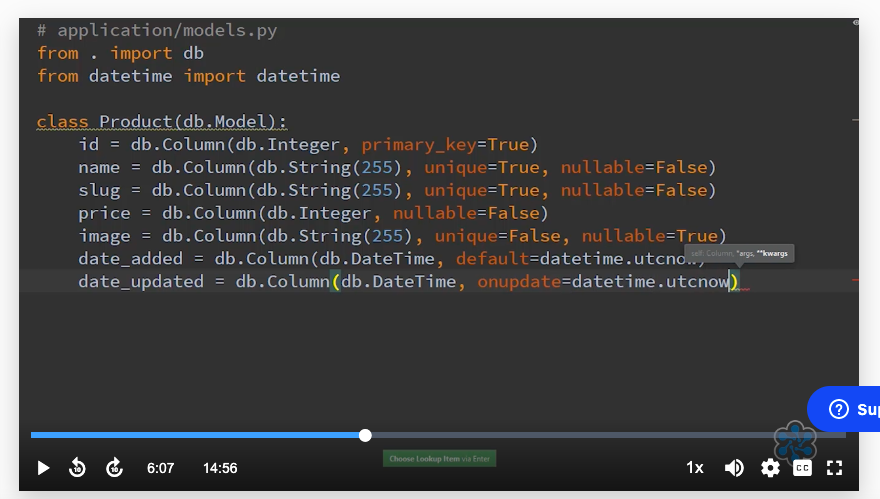 # application/models.py
from . import db
from datetime import datetime
class Product(db.Model):
id = db.Column(db.Integer, primary_key=True)
name = db.Column(db.String(255), unique=True, nullable=False)
slug = db.Column(db.String(255), unique=True, nullable=False)
price = db.Column(db.Integer, nullable=False)
image = db.Column(db.String(255), unique=False, nullable=True)
self, Column, *args, **kwargs
date_added = db.Column(db.DateTime, default=datetime.utcnow)
date_updated = db.Column(db.DateTime, onupdate=datetime.utcnow)
Sup
Choose Lookup Item via Enter
10
10
6:07
14:56
1x
CC